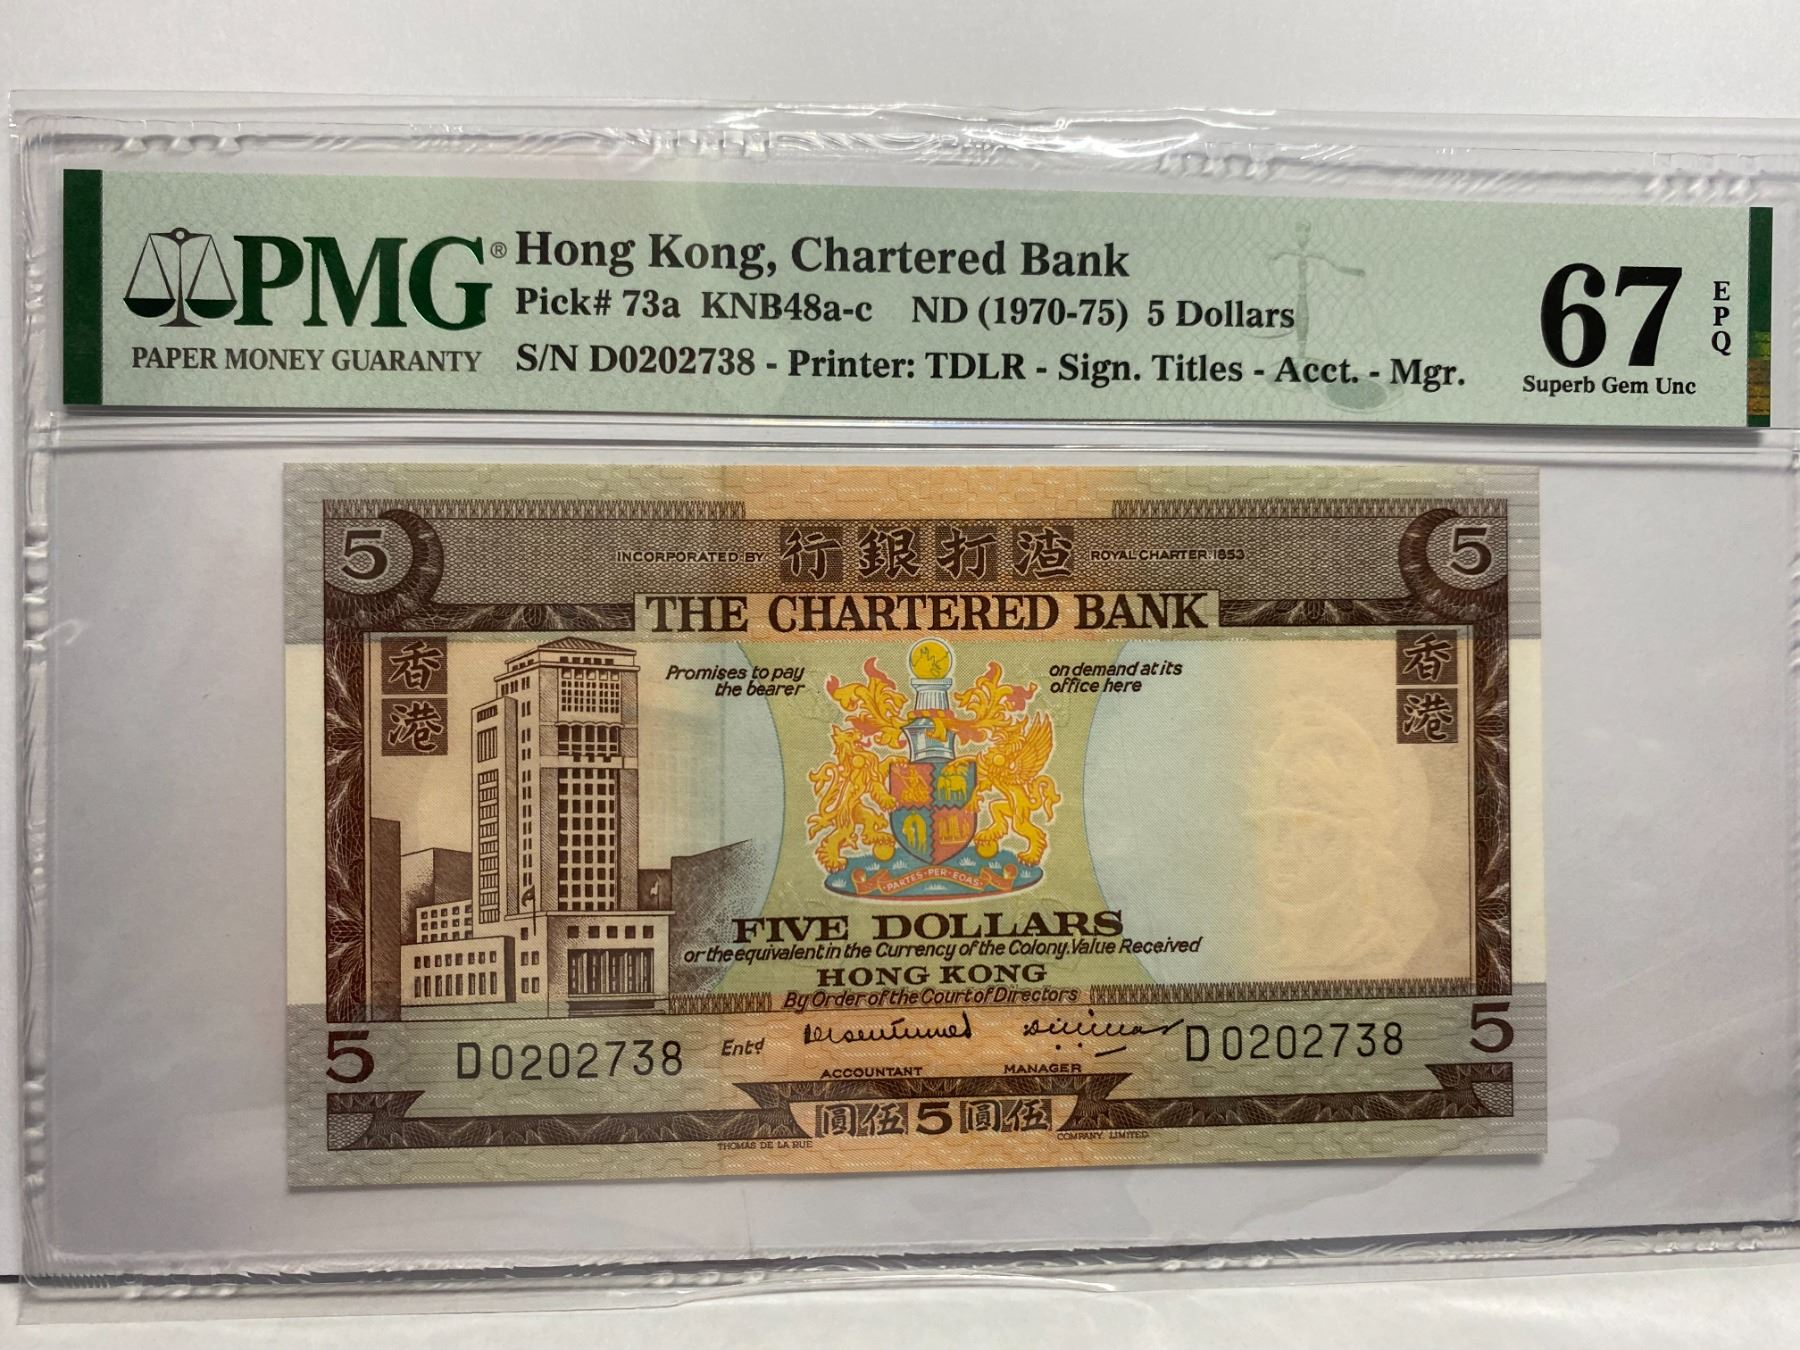 PMG®
PAPER MONEY GUARANTY
Hong Kong, Chartered Bank
Pick# 73a KNB48a-c ND (1970-75) 5 Dollars
S/N D0202738 - Printer: TDLR - Sign. Titles - Acct. - Mgr.
67
EPQ
Superb Gem Unc
5 5
INCORPORATED BY 行銀打渣 ROYAL CHARTER 1853
THE CHARTERED BANK
香港 香港
Promises to pay on demand at its
the bearer office here
PARTES·PER·EOAS
FIVE DOLLARS
or the equivalent in the Currency of the Colony. Value Received
HONG KONG
By Order of the Court of Directors
5 5
D0202738 Entd D0202738
ACCOUNTANT MANAGER
圓伍 5 圓伍
THOMAS DE LA RUE COMPANY, LIMITED